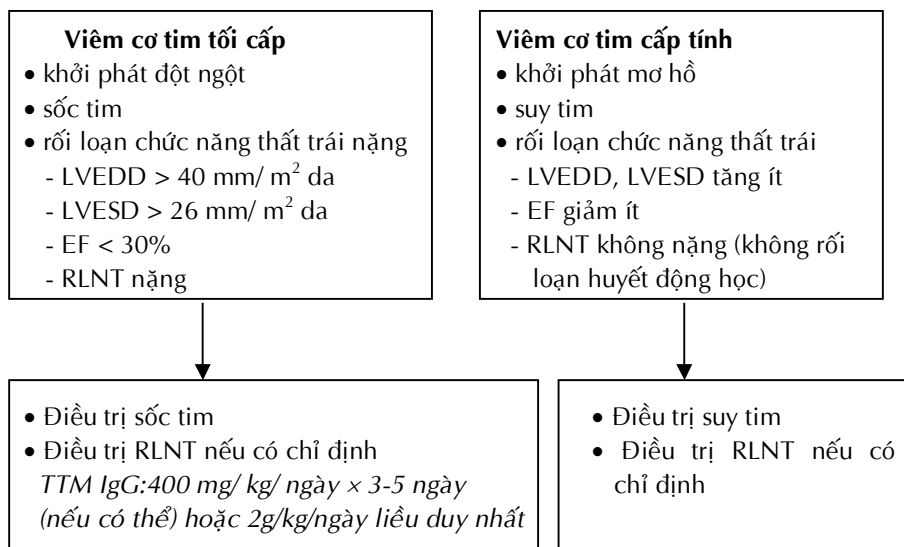 Viêm cơ tim tối cấp
• khởi phát đột ngột
• sốc tim
• rối loạn chức năng thất trái nặng
- LVEDD > 40 mm/ m² da
- LVESD > 26 mm/ m² da
- EF < 30%
- RLNT nặng
Viêm cơ tim cấp tính
• khởi phát mơ hồ
• suy tim
• rối loạn chức năng thất trái
- LVEDD, LVESD tăng ít
- EF giảm ít
- RLNT không nặng (không rối
loạn huyết động học)
• Điều trị sốc tim
• Điều trị RLNT nếu có chỉ định
TTM IgG:400 mg/ kg/ ngày × 3-5 ngày
(nếu có thể) hoặc 2g/kg/ngày liều duy nhất
• Điều trị suy tim
• Điều trị RLNT nếu có
chỉ định